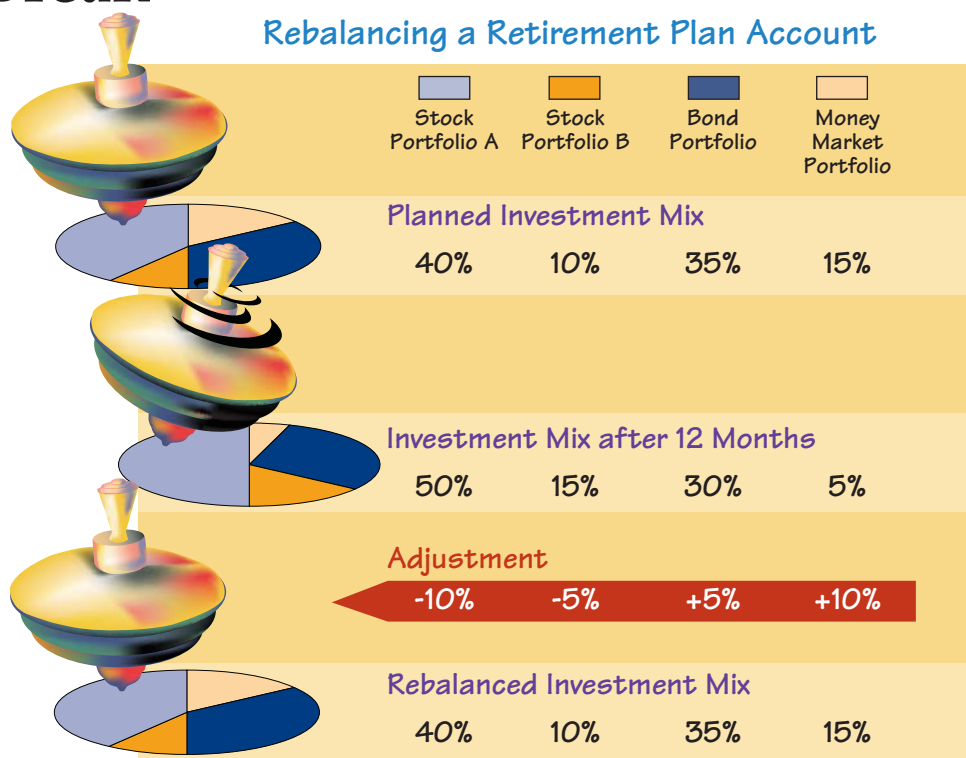 Rebalancing a Retirement Plan Account
Stock Portfolio A
Stock Portfolio B
Bond Portfolio
Money Market Portfolio
Planned Investment Mix
40% 10% 35% 15%
Investment Mix after 12 Months
50% 15% 30% 5%
Adjustment
-10% -5% +5% +10%
Rebalanced Investment Mix
40% 10% 35% 15%